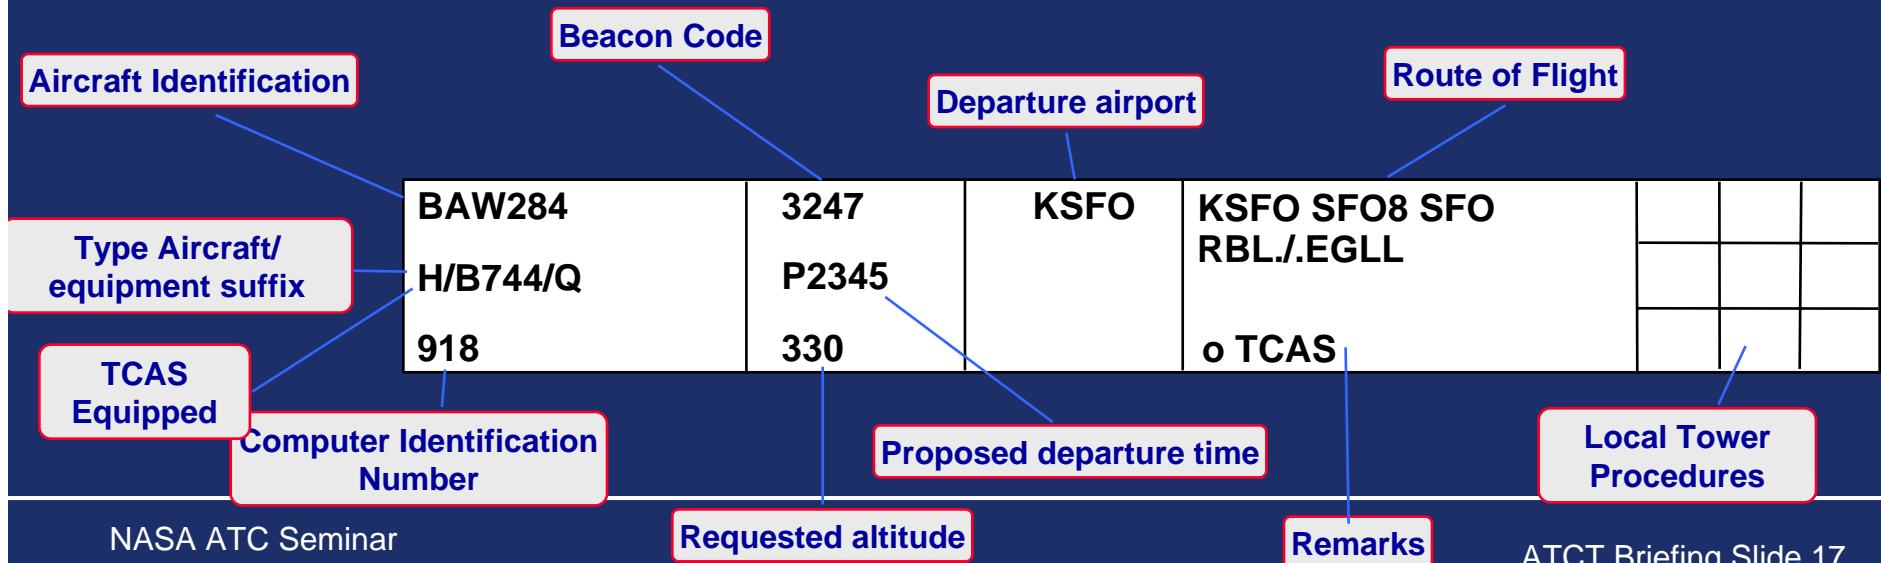 Beacon Code
Aircraft Identification
Route of Flight
Departure airport
BAW284
3247
KSFO
KSFO SFO8 SFO
RBL./.EGLL
Type Aircraft/
equipment suffix
H/B744/Q
P2345
918
330
o TCAS
TCAS
Equipped
Computer Identification
Number
Proposed departure time
Local Tower
Procedures
NASA ATC Seminar
Requested altitude
Remarks
ATCT Briefing Slide 17